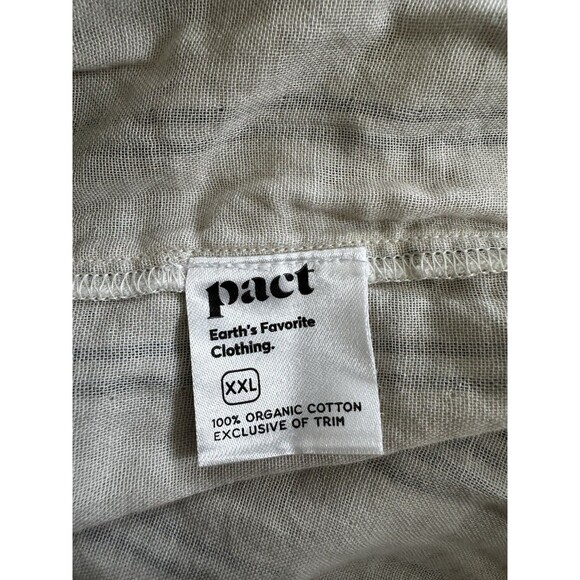 pact
Earth's Favorite
Clothing.
XXL
100% ORGANIC COTTON
EXCLUSIVE OF TRIM